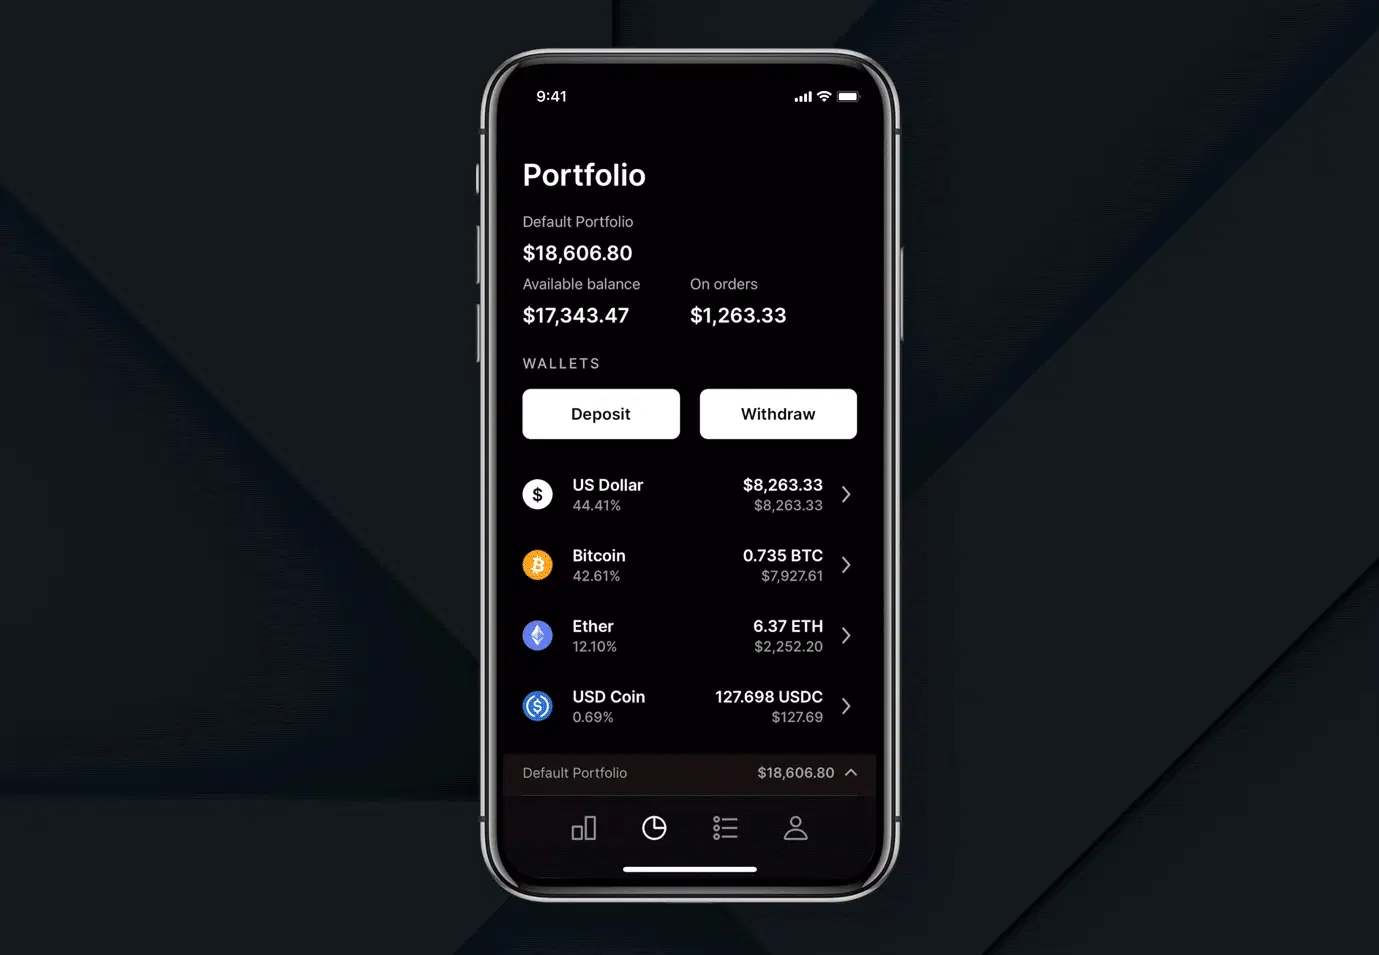 9:41
Portfolio
Default Portfolio
$18,606.80
Available balance On orders
$17,343.47 $1,263.33
WALLETS
Deposit Withdraw
US Dollar $8,263.33
44.41% $8,263.33
Bitcoin 0.735 BTC
42.61% $7,927.61
Ether 6.37 ETH
12.10% $2,252.20
USD Coin 127.698 USDC
0.69% $127.69
Default Portfolio $18,606.80